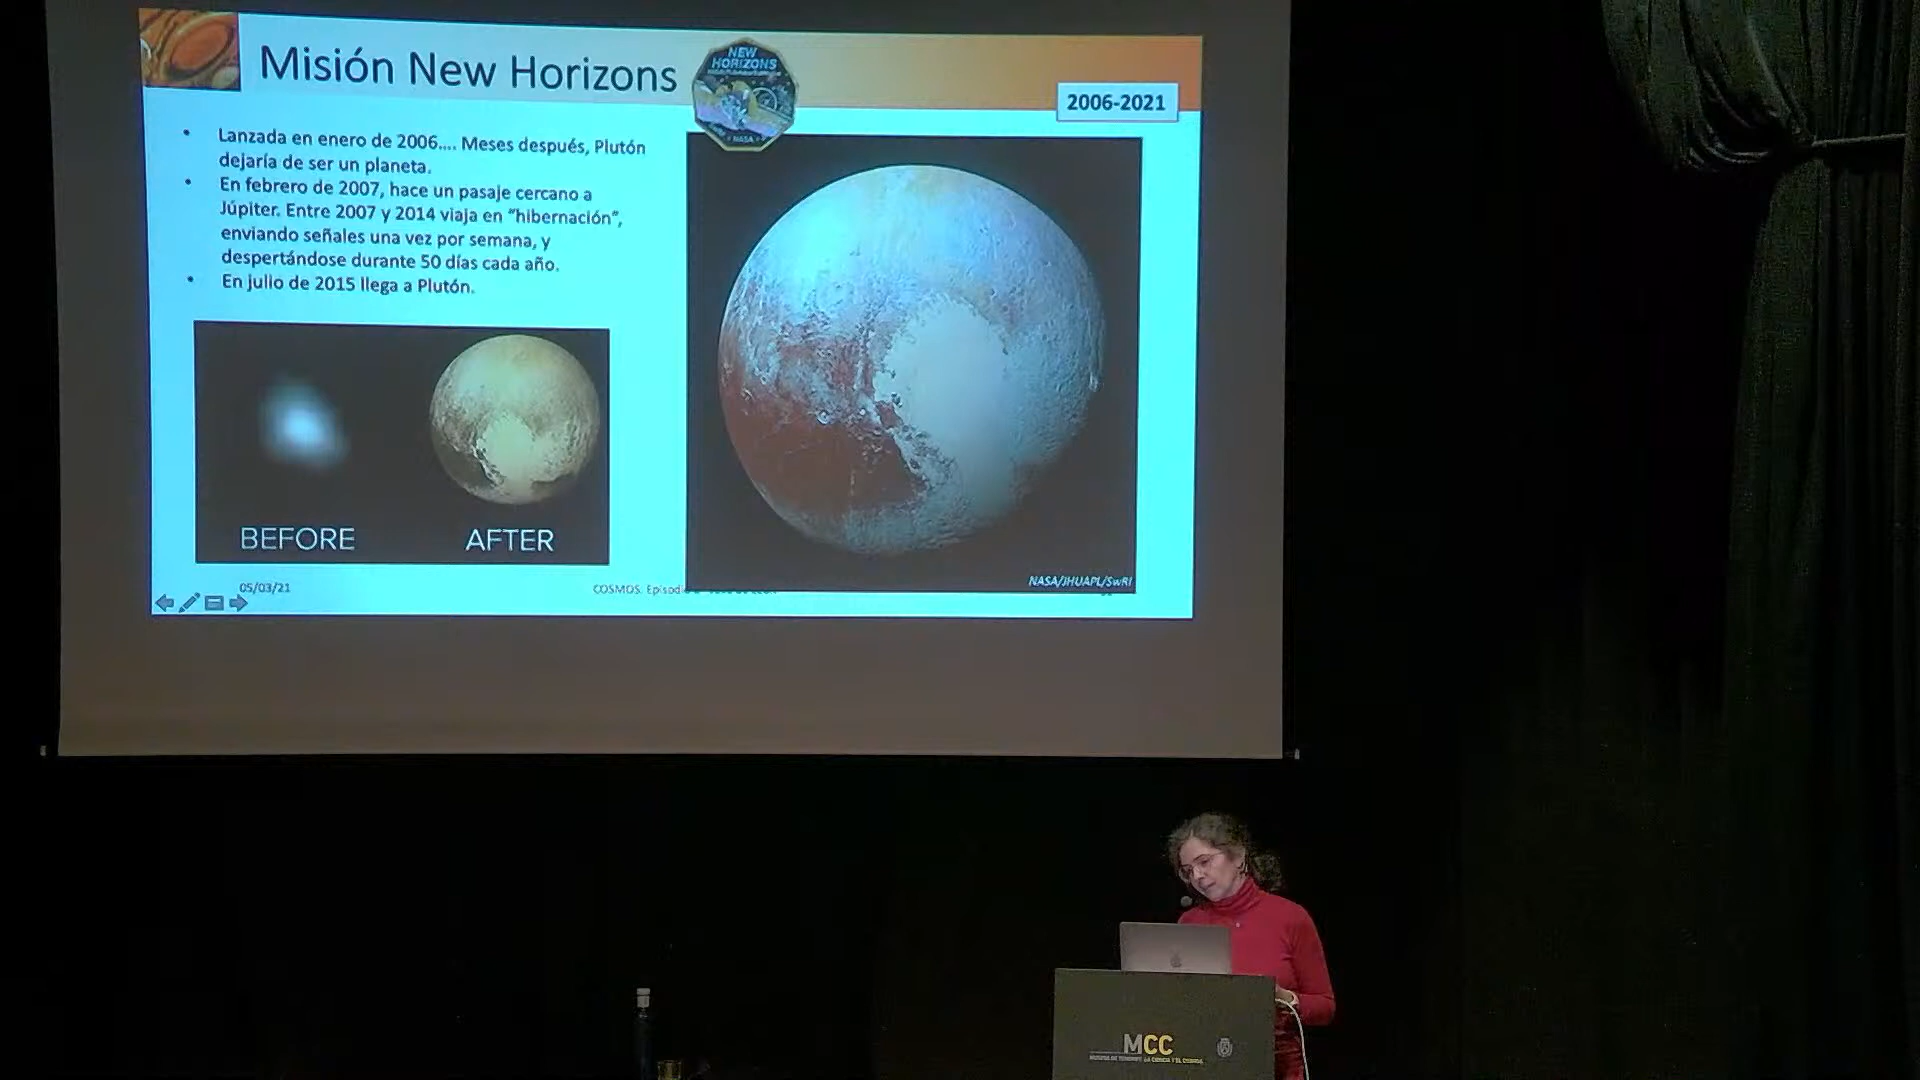 Misión New Horizons
NEW
HORIZONS
NASA
2006-2021
• Lanzada en enero de 2006.... Meses después, Plutón
dejaría de ser un planeta.
• En febrero de 2007, hace un pasaje cercano a
Júpiter. Entre 2007 y 2014 viaja en “hibernación”,
enviando señales una vez por semana, y
despertándose durante 50 días cada año.
• En julio de 2015 llega a Plutón.
BEFORE AFTER
NASA/JHUAPL/SwRI
05/03/21
COSMOS.
MCC